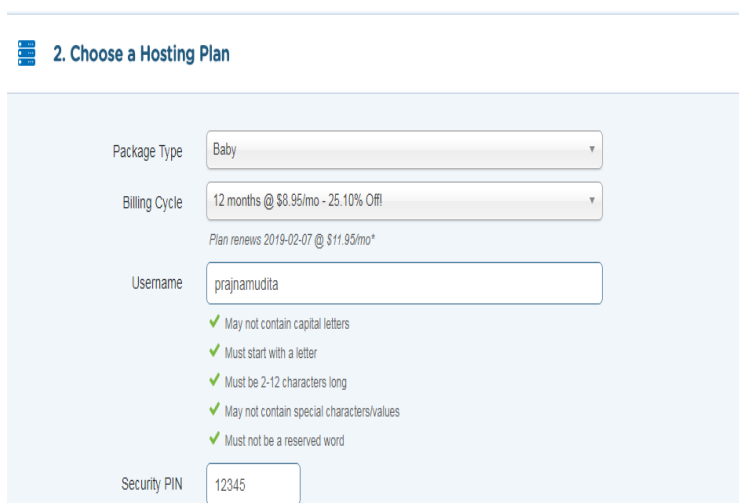 2. Choose a Hosting Plan
Package Type Baby
Billing Cycle 12 months @ $8.95/mo - 25.10% Off!
Plan renews 2019-02-07 @ $11.95/mo*
Username prajnamudita
May not contain capital letters
Must start with a letter
Must be 2-12 characters long
May not contain special characters/values
Must not be a reserved word
Security PIN 12345